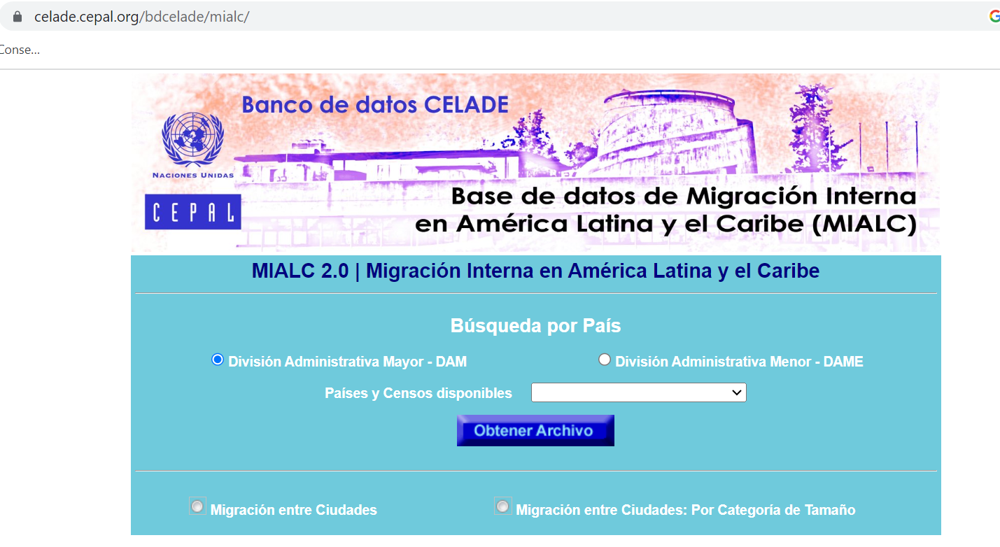 celade.cepal.org/bdcelade/mialc/
Conse...
Banco de datos CELADE
NACIONES UNIDAS
CEPAL
Base de datos de Migración Interna
en América Latina y el Caribe (MIALC)
MIALC 2.0 | Migración Interna en América Latina y el Caribe
Búsqueda por País
División Administrativa Mayor - DAM División Administrativa Menor - DAME
Países y Censos disponibles
Obtener Archivo
Migración entre Ciudades Migración entre Ciudades: Por Categoría de Tamaño